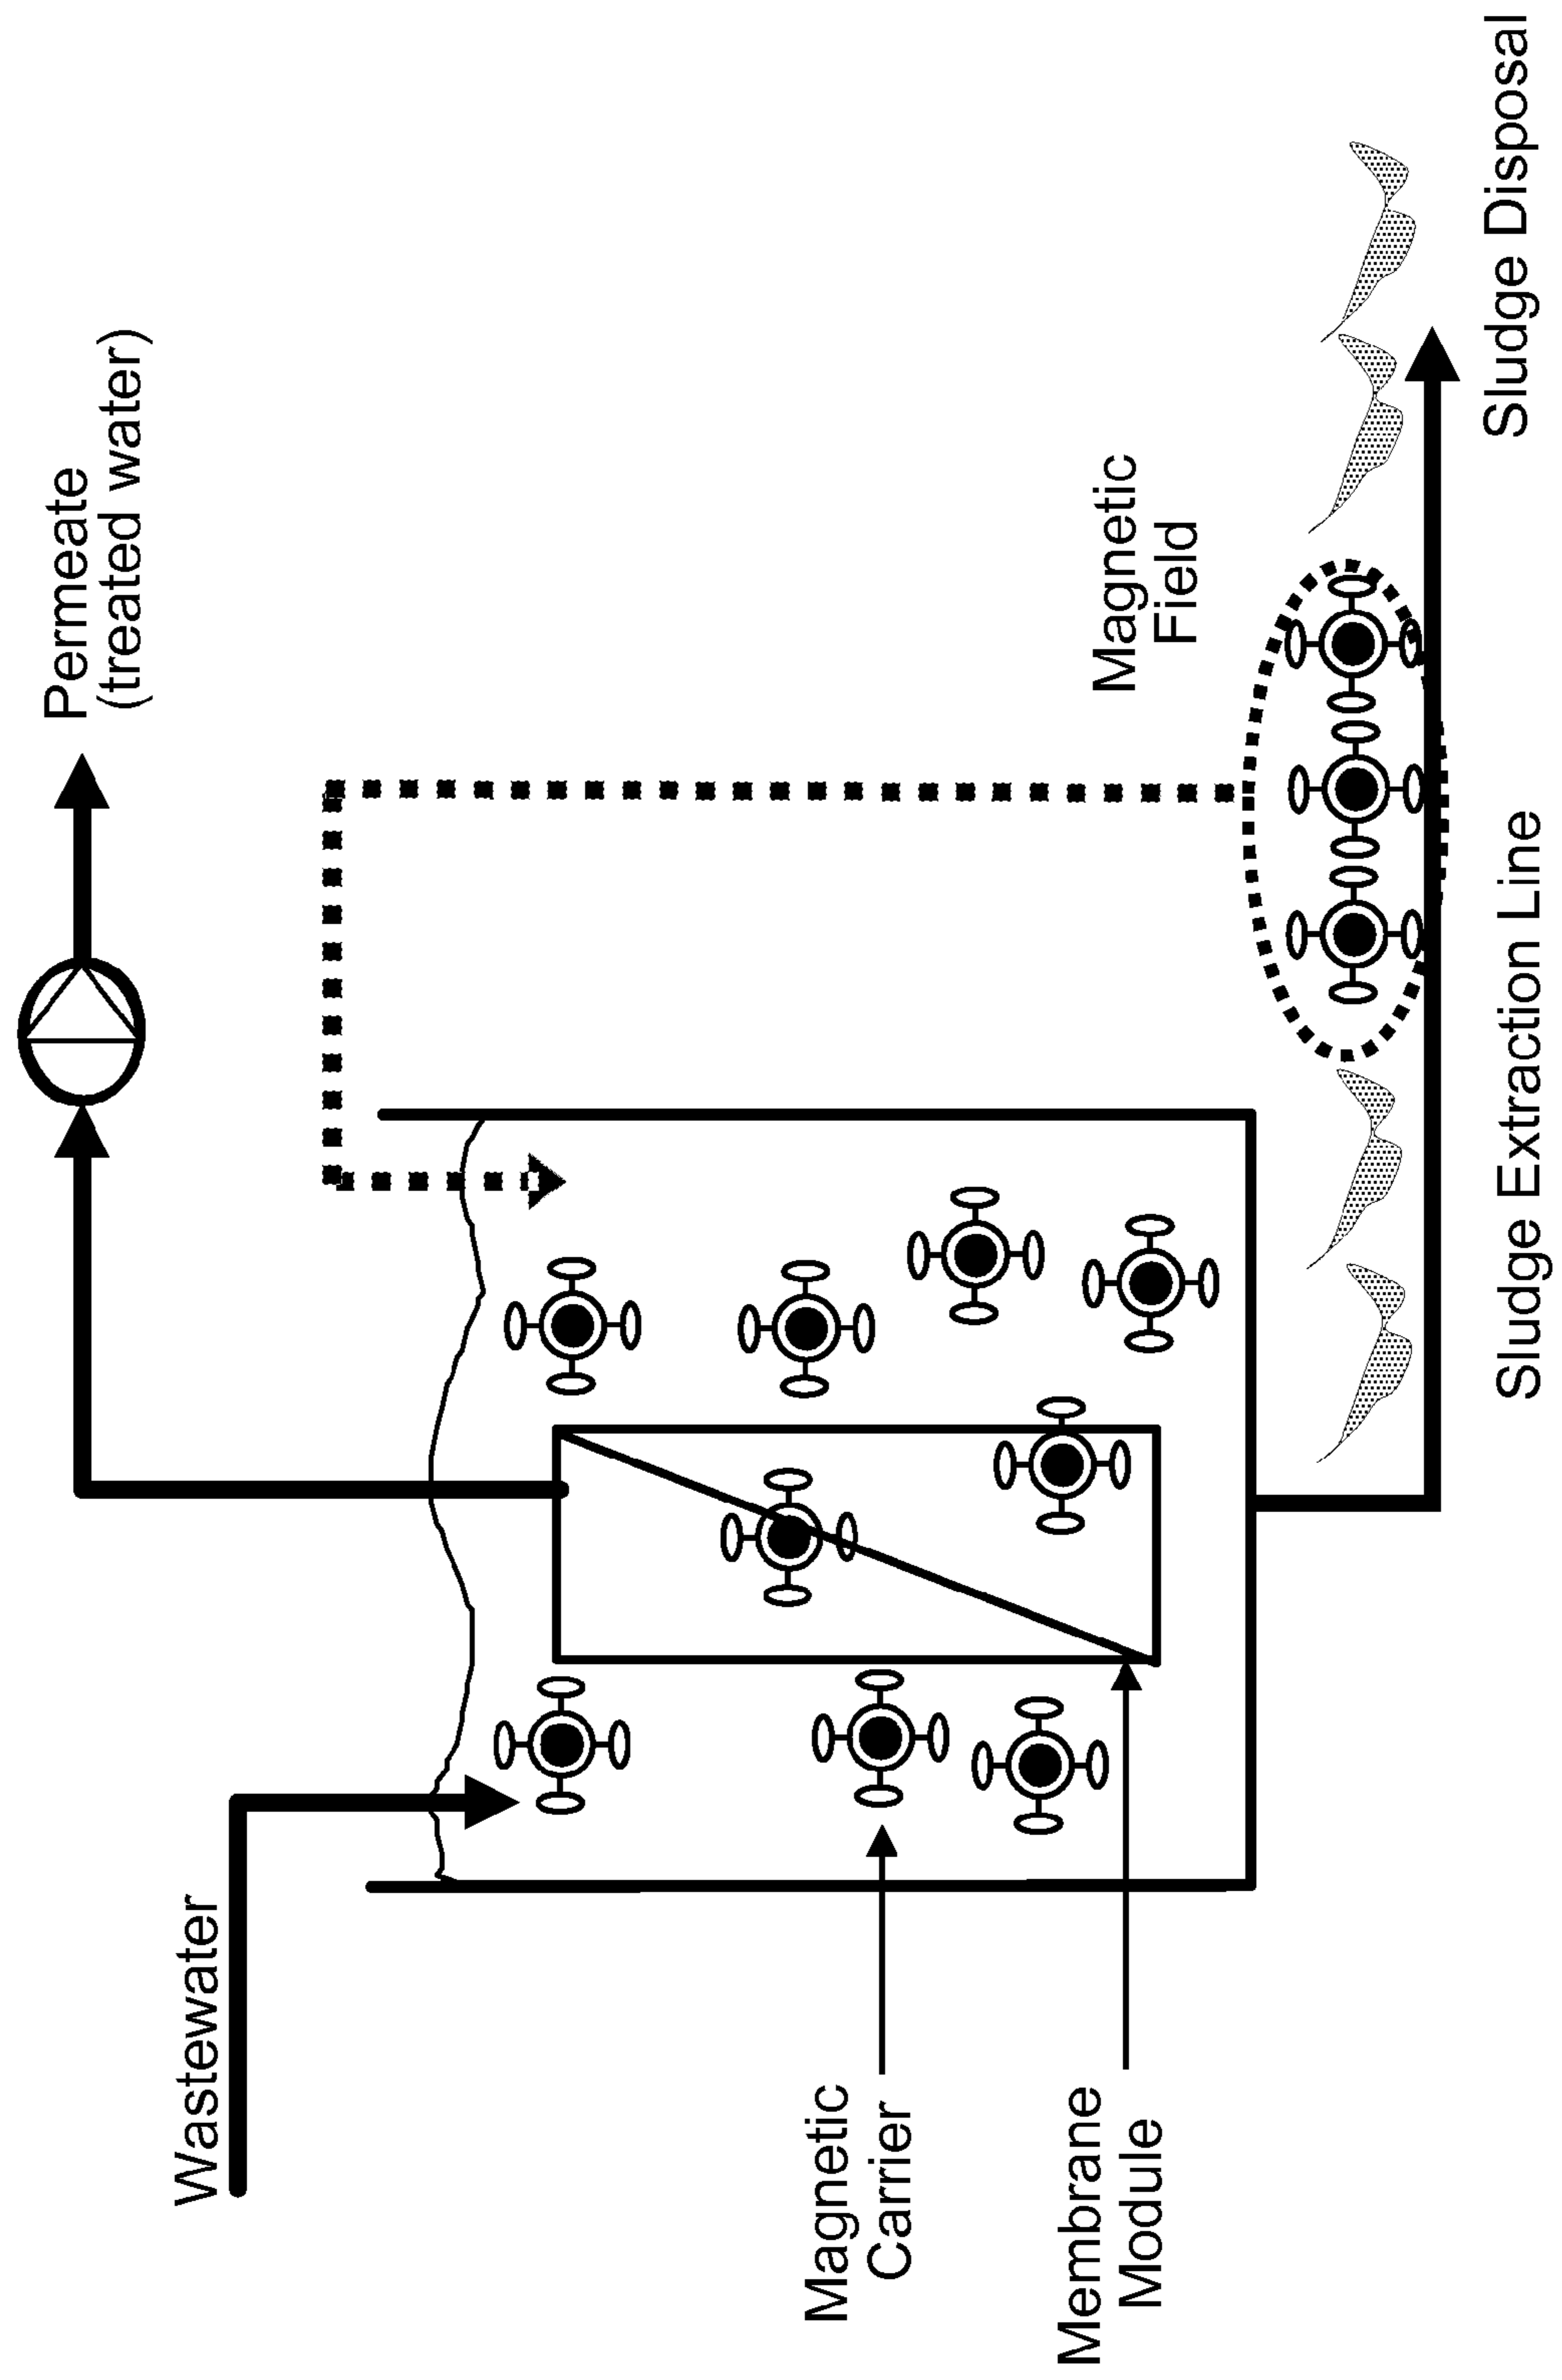 Permeate
(treated water)
Wastewater
Magnetic
Carrier
Membrane
Module
Magnetic
Field
Sludge Extraction Line
Sludge Disposal